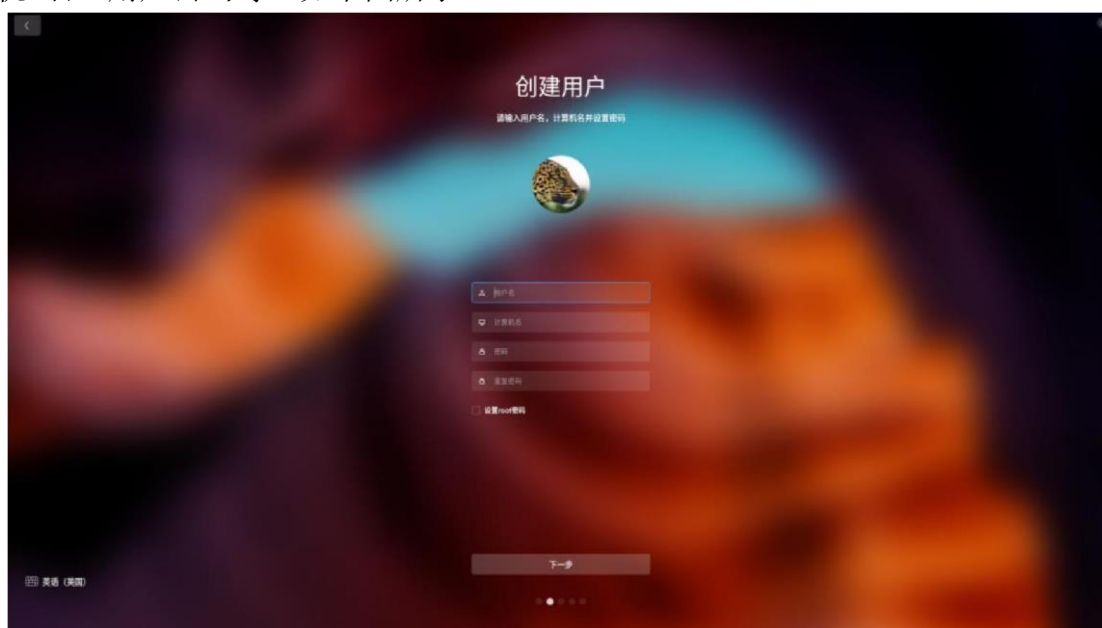 创建用户
请输入用户名，计算机名并设置密码
用户名
计算机名
密码
重复密码
设置root密码
下一步
英语（美国）